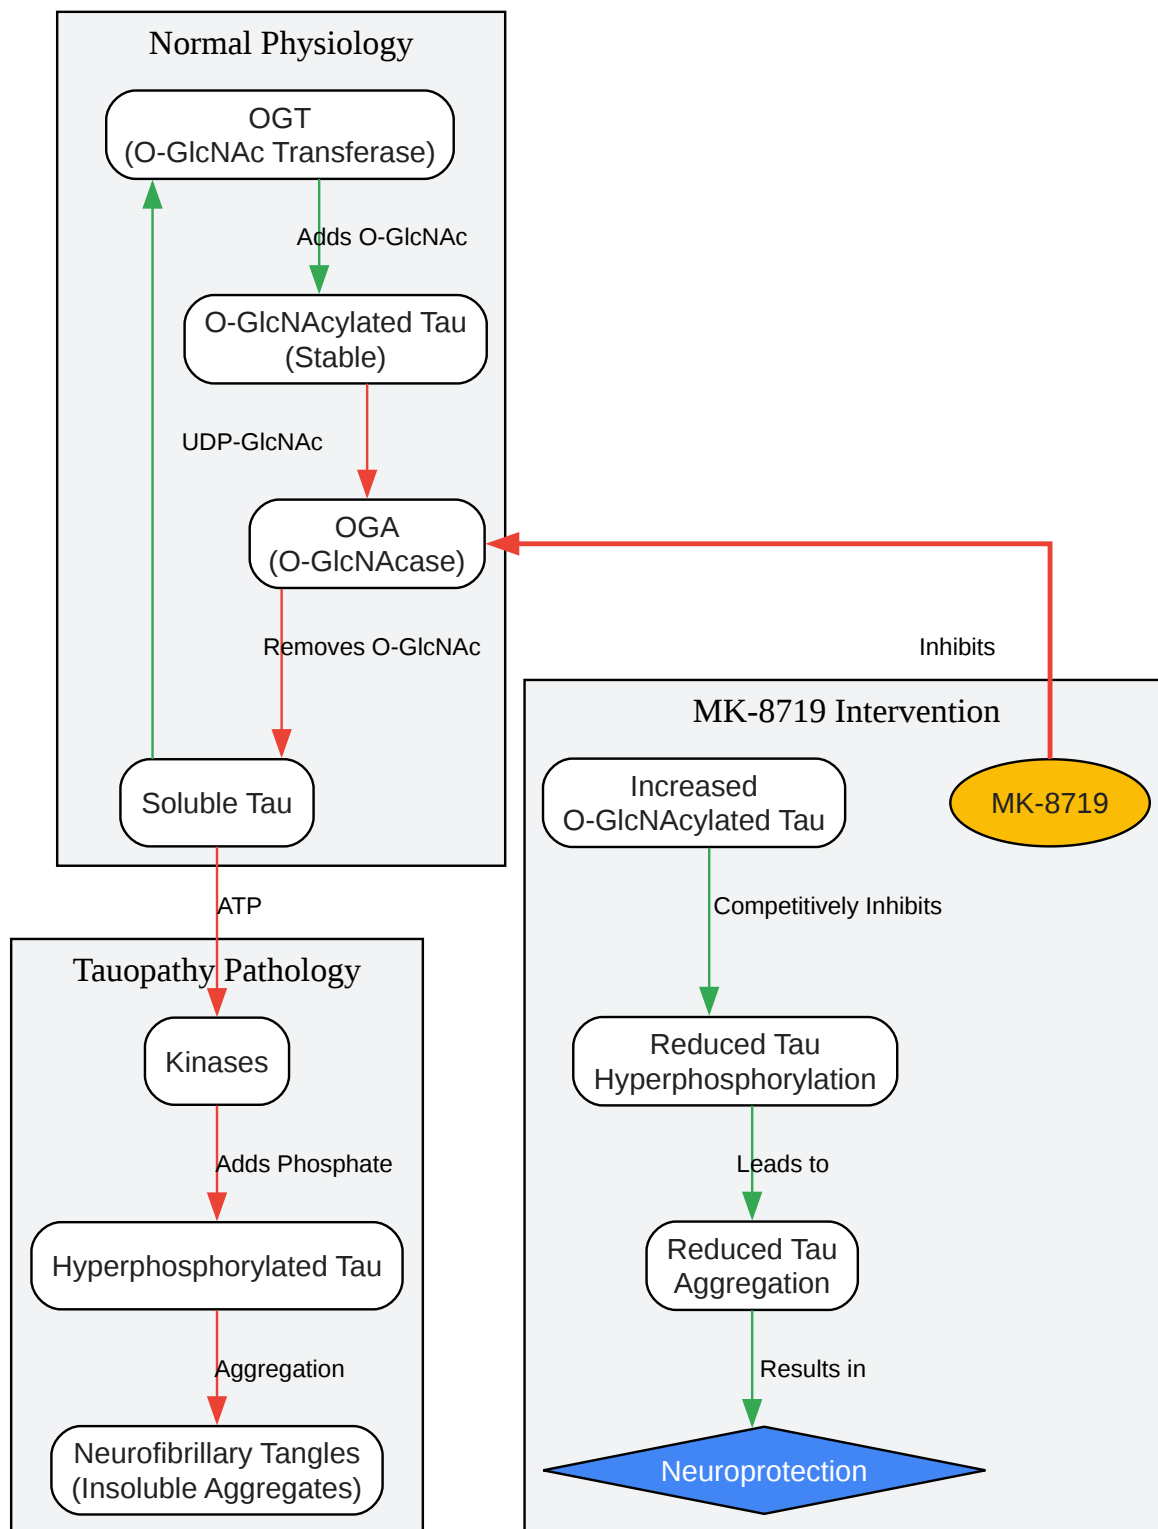 Normal Physiology
OGT
(O-GlcNAc Transferase)
Adds O-GlcNAc
O-GlcNAcylated Tau
(Stable)
UDP-GlcNAc
OGA
(O-GlcNAcase)
Removes O-GlcNAc
Soluble Tau
ATP
Tauopathy Pathology
Kinases
Adds Phosphate
Hyperphosphorylated Tau
Aggregation
Neurofibrillary Tangles
(Insoluble Aggregates)
Inhibits
MK-8719 Intervention
Increased
O-GlcNAcylated Tau
MK-8719
Competitively Inhibits
Reduced Tau
Hyperphosphorylation
Leads to
Reduced Tau
Aggregation
Results in
Neuroprotection